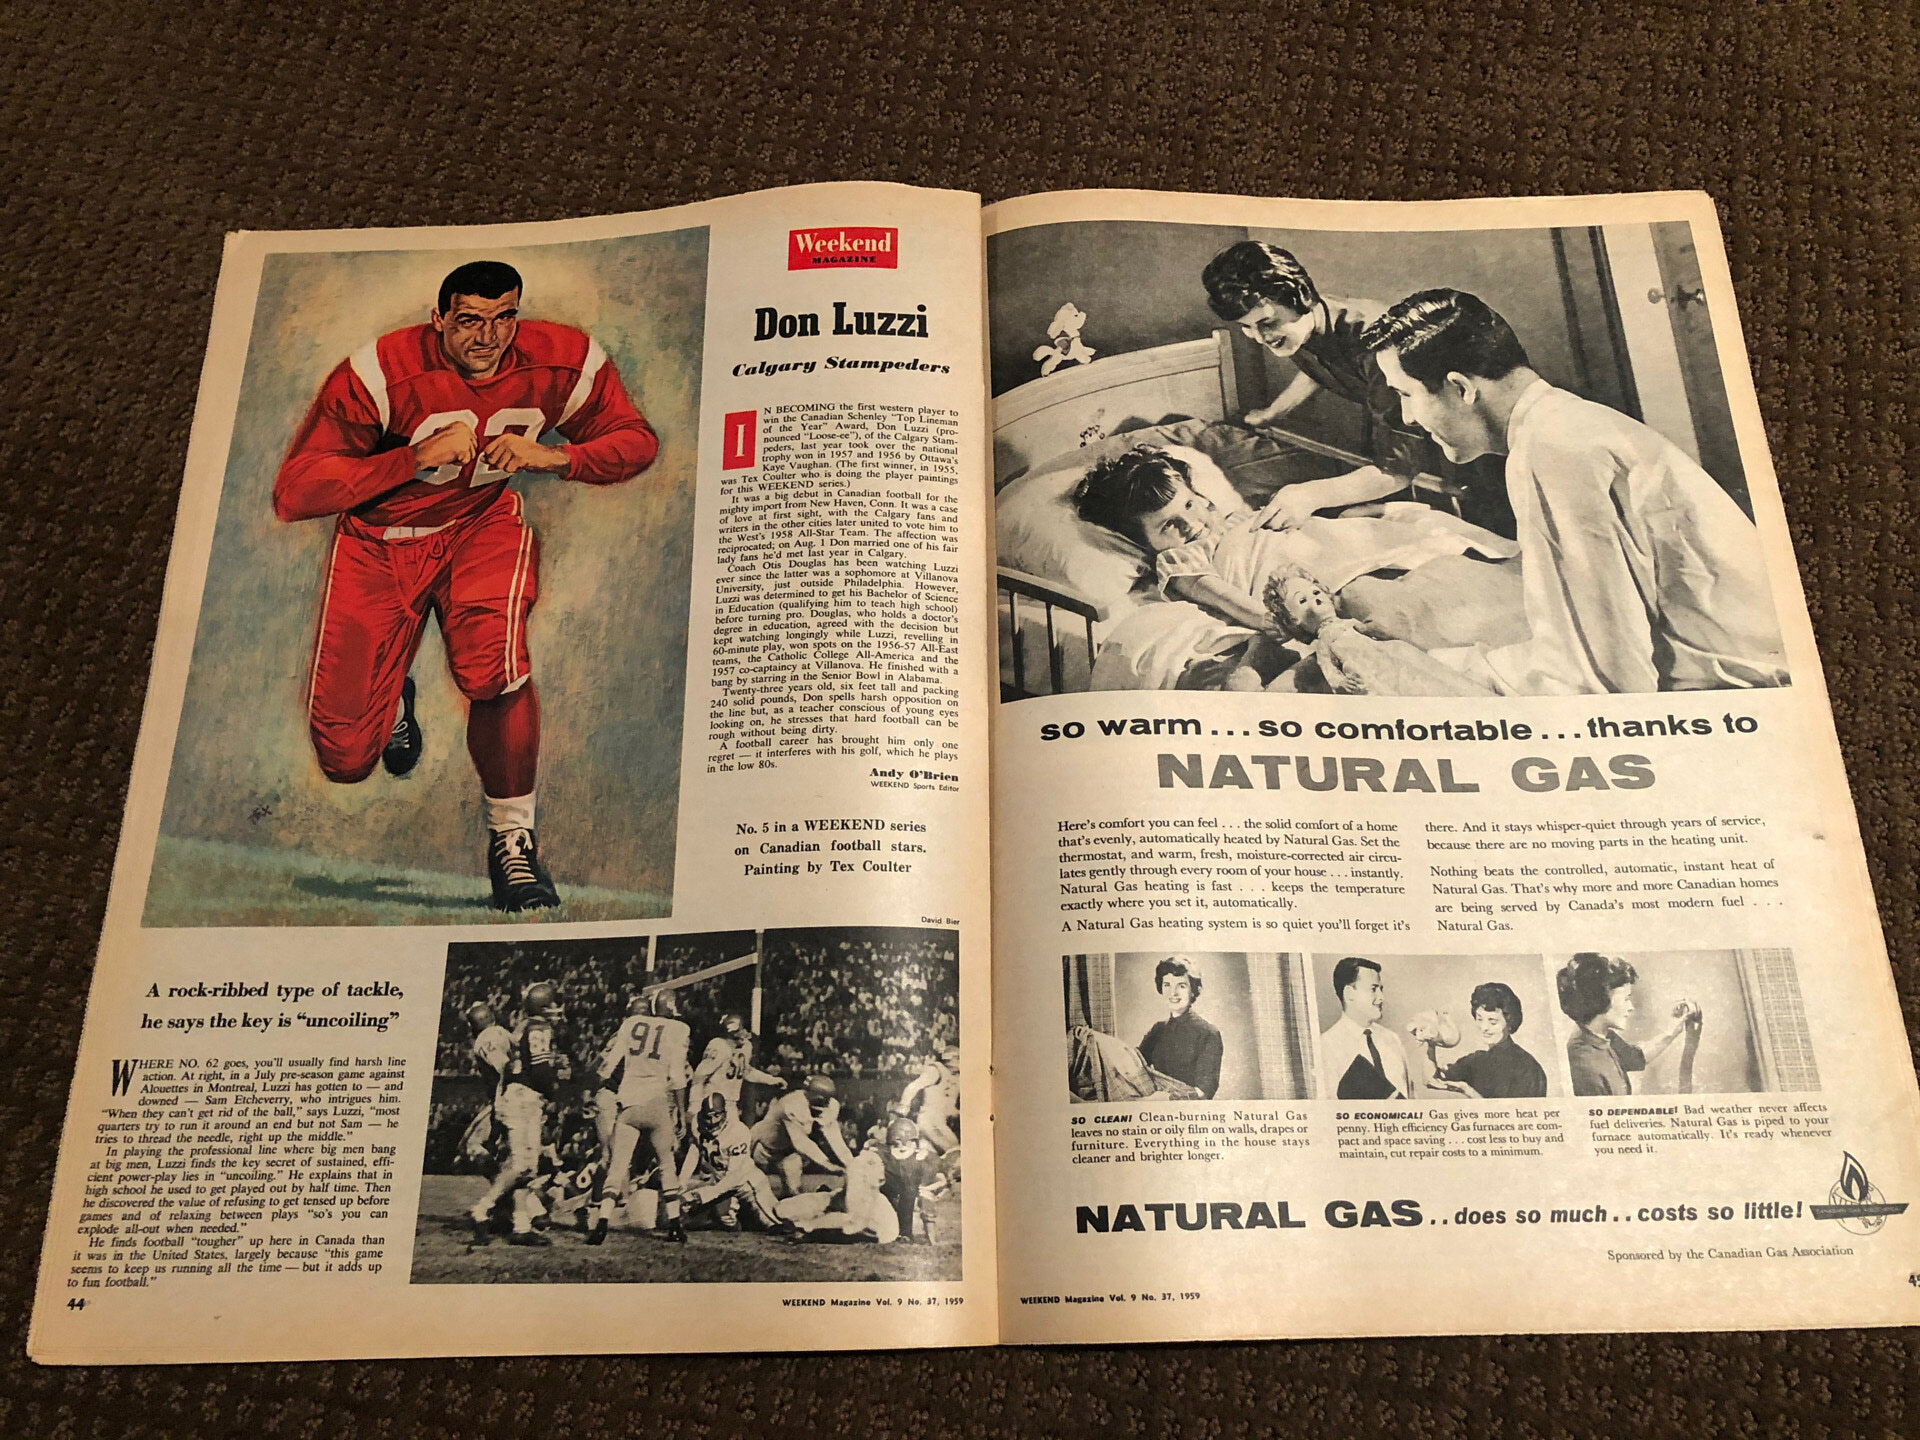 Weekend
MAGAZINE
Don Luzzi
Calgary Stampeders
IN BECOMING the first western player to
win the Canadian Schenley "Top Lineman
of the Year" Award, Don Luzzi (pro-
nounced "Loose-ee"), of the Calgary Stam-
peders, last year took over the national
trophy won in 1957 and 1956 by Ottawa's
Kaye Vaughan. (The first winner, in 1955,
was Tex Coulter who is doing the player paintings
for this WEEKEND series.)
It was a big debut in Canadian football for the
mighty import from New Haven, Conn. It was a case
of love at first sight, with the Calgary fans and
writers in the other cities later united to vote him to
the West's 1958 All-Star Team. The affection was
reciprocated; on Aug. 1 Don married one of his fair
lady fans he'd met last year in Calgary.
Coach Otis Douglas has been watching Luzzi
ever since the latter was a sophomore at Villanova
University, just outside Philadelphia. However,
Luzzi was determined to get his Bachelor of Science
in Education (qualifying him to teach high school)
before turning pro. Douglas, who holds a doctor's
degree in education, agreed with the decision but
kept watching longingly while Luzzi, revelling in
60-minute play, won spots on the 1956-57 All-East
teams, the Catholic College All-America and the
1957 co-captaincy at Villanova. He finished with a
bang by starring in the Senior Bowl in Alabama.
Twenty-three years old, six feet tall and packing
240 solid pounds, Don spells harsh opposition on
the line but, as a teacher conscious of young eyes
looking on, he stresses that hard football can be
rough without being dirty.
A football career has brought him only one
regret — it interferes with his golf, which he plays
in the low 80s.
Andy O'Brien
WEEKEND Sports Editor
No. 5 in a WEEKEND series
on Canadian football stars.
Painting by Tex Coulter
TEX
David Bier
A rock-ribbed type of tackle,
he says the key is "uncoiling"
WHERE NO. 62 goes, you'll usually find harsh line
action. At right, in a July pre-season game against
Alouettes in Montreal, Luzzi has gotten to — and
downed — Sam Etcheverry, who intrigues him.
"When they can't get rid of the ball," says Luzzi, "most
quarters try to run it around an end but not Sam — he
tries to thread the needle, right up the middle."
In playing the professional line where big men bang
at big men, Luzzi finds the key secret of sustained, effi-
cient power-play lies in "uncoiling." He explains that in
high school he used to get played out by half time. Then
he discovered the value of refusing to get tensed up before
games and of relaxing between plays "so's you can
explode all-out when needed."
He finds football "tougher" up here in Canada than
it was in the United States, largely because "this game
seems to keep us running all the time — but it adds up
to fun football."
91
44
WEEKEND Magazine Vol. 9 No. 37, 1959
so warm...so comfortable...thanks to
NATURAL GAS
Here's comfort you can feel . . . the solid comfort of a home
that's evenly, automatically heated by Natural Gas. Set the
thermostat, and warm, fresh, moisture-corrected air circu-
lates gently through every room of your house . . . instantly.
Natural Gas heating is fast . . . keeps the temperature
exactly where you set it, automatically.
A Natural Gas heating system is so quiet you'll forget it's
there. And it stays whisper-quiet through years of service,
because there are no moving parts in the heating unit.
Nothing beats the controlled, automatic, instant heat of
Natural Gas. That's why more and more Canadian homes
are being served by Canada's most modern fuel . . .
Natural Gas.
SO CLEAN! Clean-burning Natural Gas
leaves no stain or oily film on walls, drapes or
furniture. Everything in the house stays
cleaner and brighter longer.
SO ECONOMICAL! Gas gives more heat per
penny. High efficiency Gas furnaces are com-
pact and space saving . . . cost less to buy and
maintain, cut repair costs to a minimum.
SO DEPENDABLE! Bad weather never affects
fuel deliveries. Natural Gas is piped to your
furnace automatically. It's ready whenever
you need it.
NATURAL GAS..does so much..costs so little!
Sponsored by the Canadian Gas Association
WEEKEND Magazine Vol. 9 No. 37, 1959